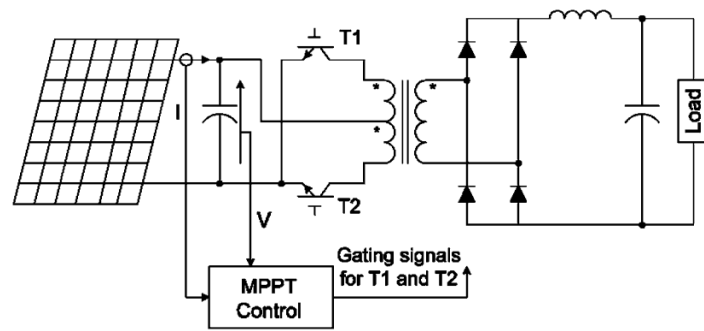 T1
*
*
*
I
Load
T2
V
Gating signals
for T1 and T2
MPPT
Control